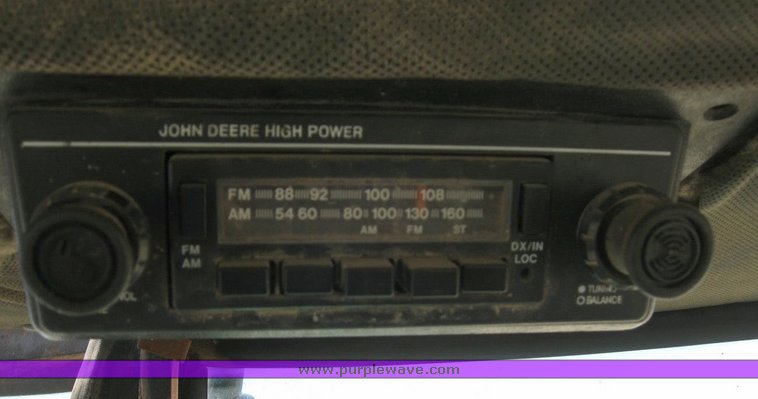 JOHN DEERE HIGH POWER
FM 88 92 100 108
AM 54 60 80 100 130 160
AM FM ST
FM
AM
DX/IN
LOC
BALANCE
www.purplewave.com